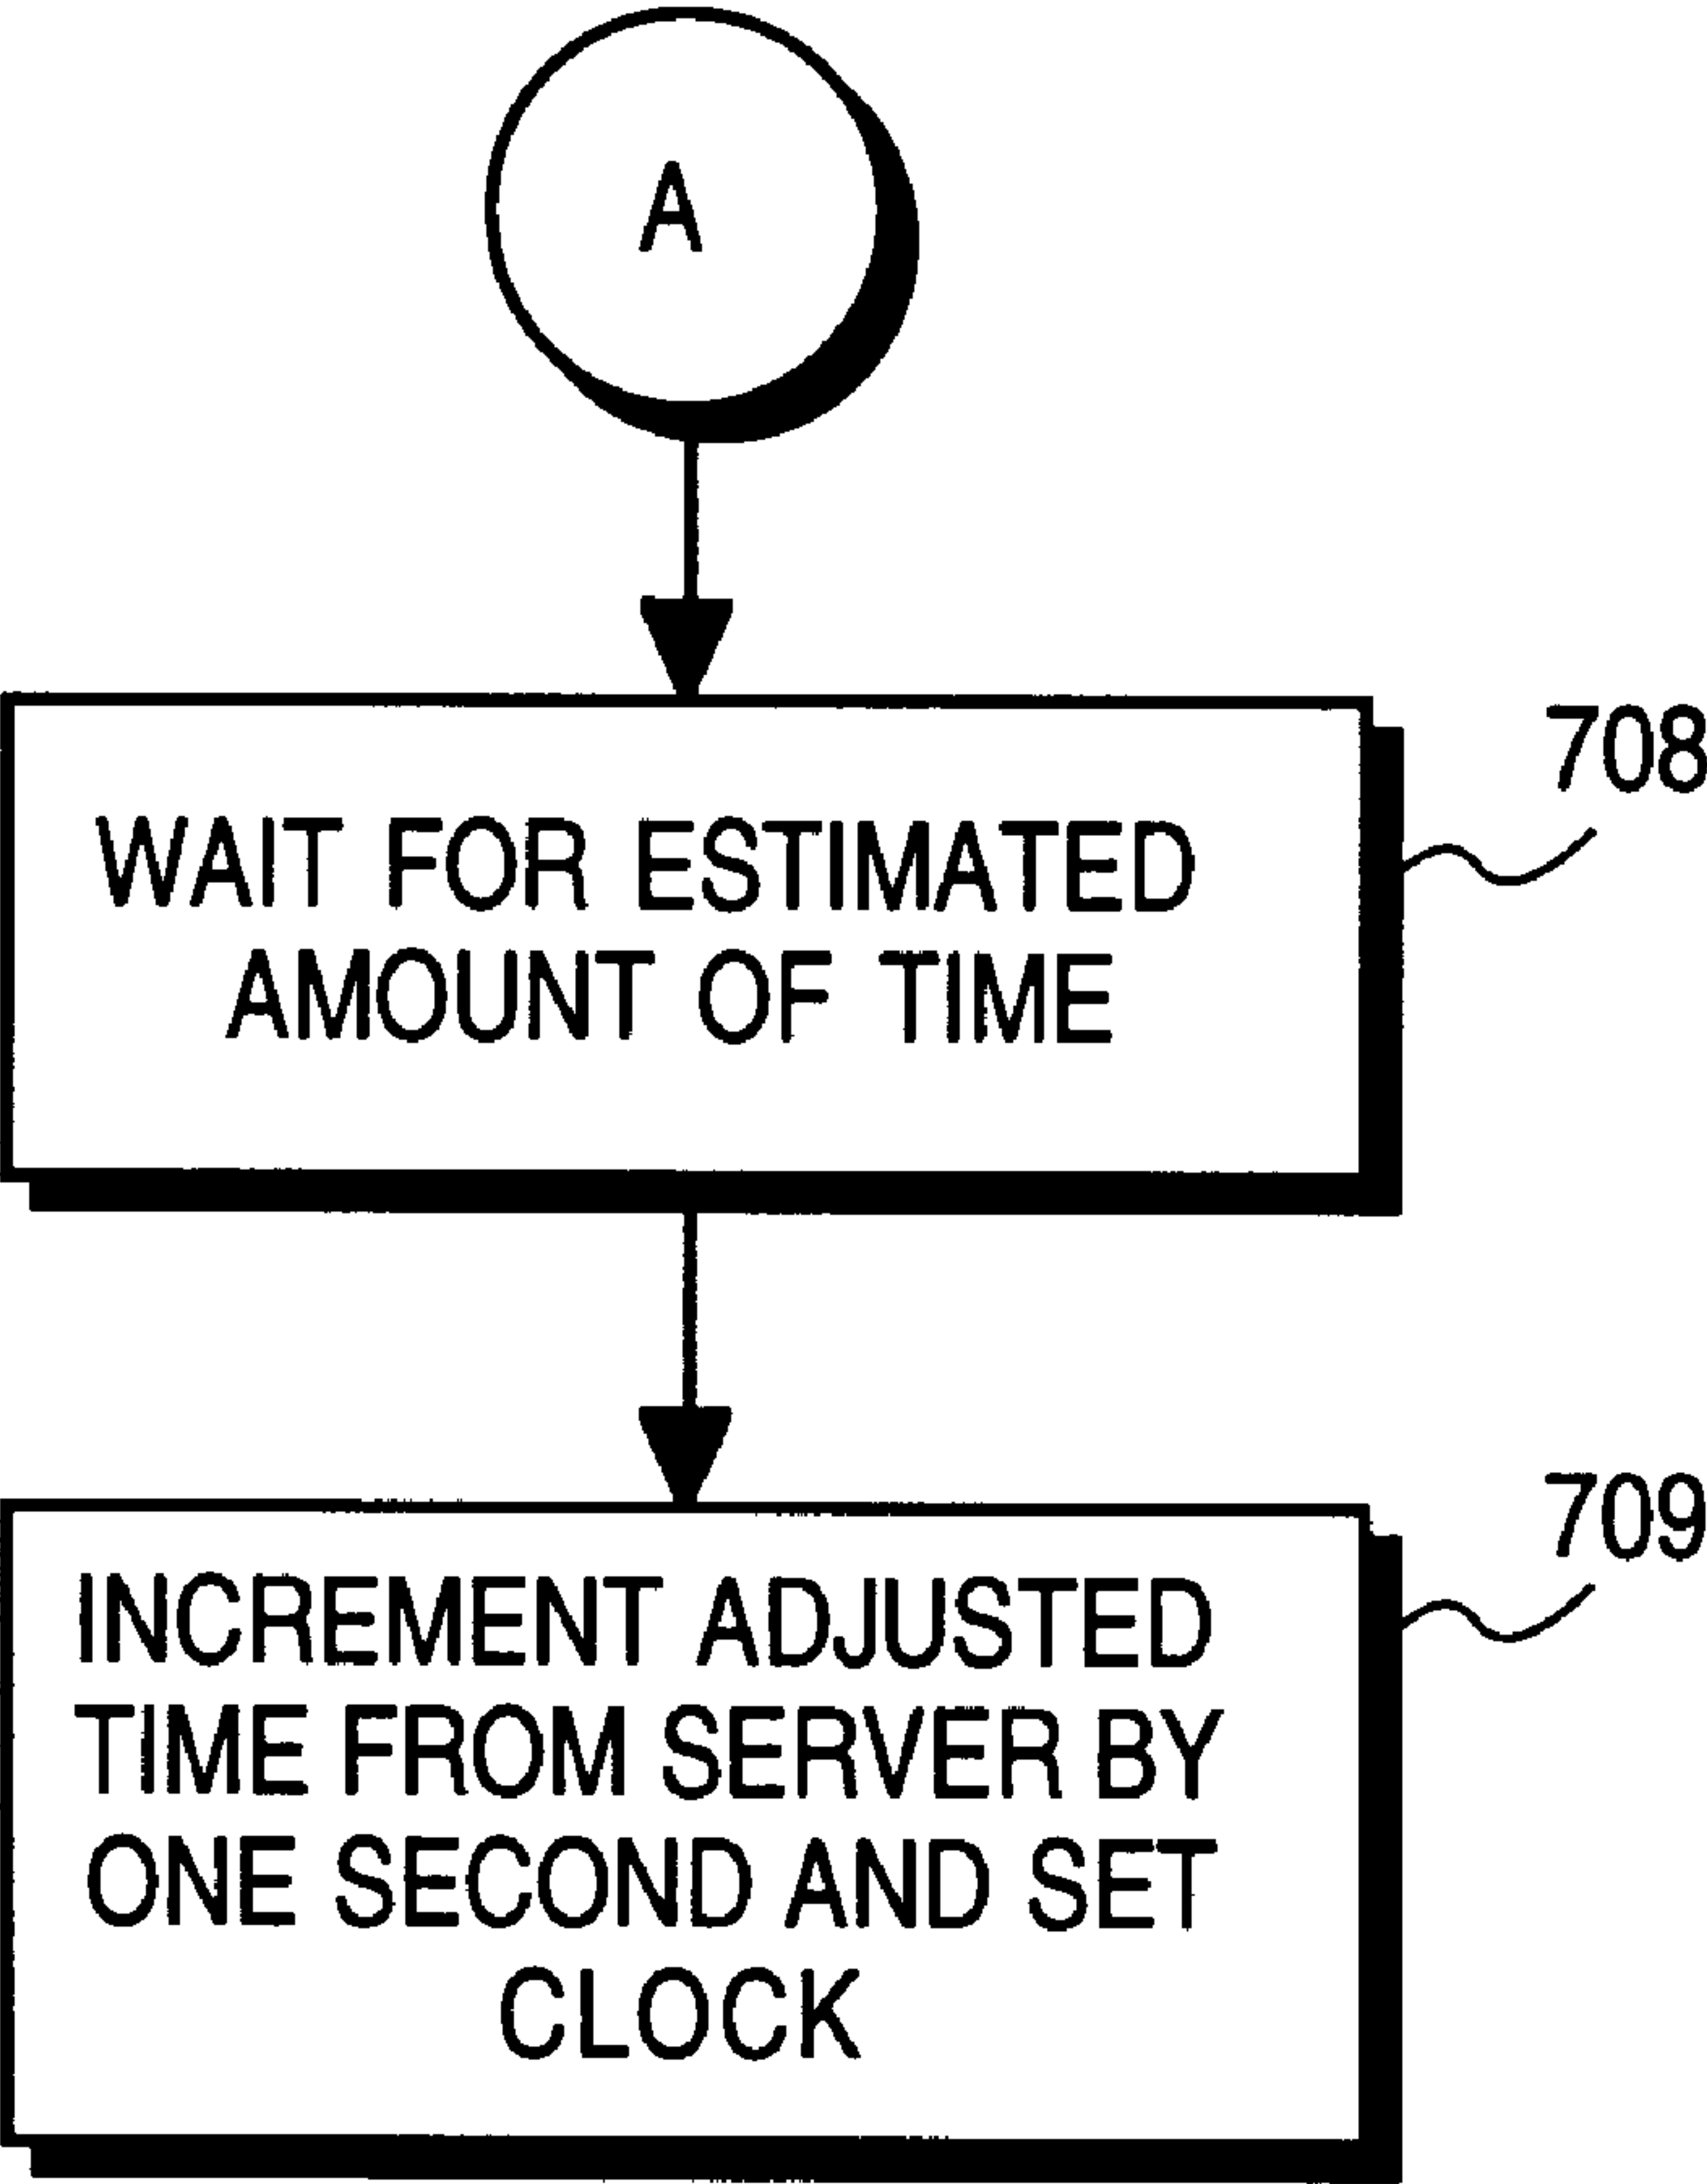 A
708
WAIT FOR ESTIMATED
AMOUNT OF TIME
709
INCREMENT ADJUSTED
TIME FROM SERVER BY
ONE SECOND AND SET
CLOCK